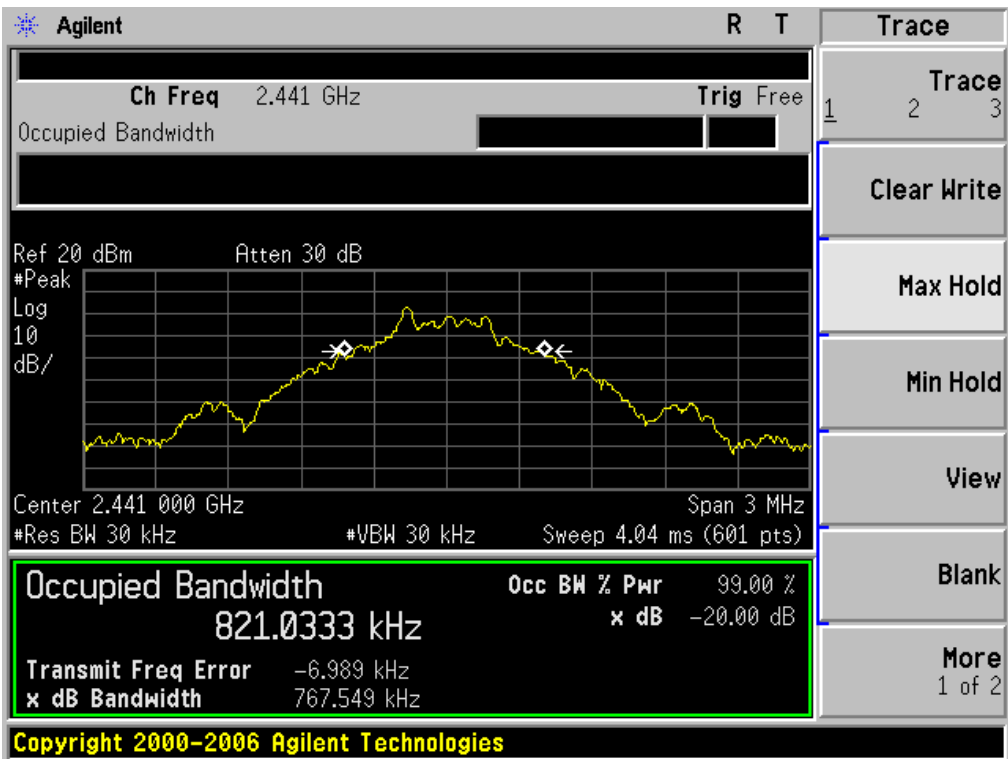 Agilent R T Trace
Trace
1 2 3
Ch Freq 2.441 GHz Trig Free
Occupied Bandwidth
Clear Write
Ref 20 dBm Atten 30 dB
#Peak
Log
10
dB/
Max Hold
Min Hold
View
Center 2.441 000 GHz Span 3 MHz
#Res BW 30 kHz #VBW 30 kHz Sweep 4.04 ms (601 pts)
Occupied Bandwidth Occ BW % Pwr 99.00 %
821.0333 kHz x dB -20.00 dB
Blank
Transmit Freq Error -6.989 kHz
x dB Bandwidth 767.549 kHz
More
1 of 2
Copyright 2000-2006 Agilent Technologies